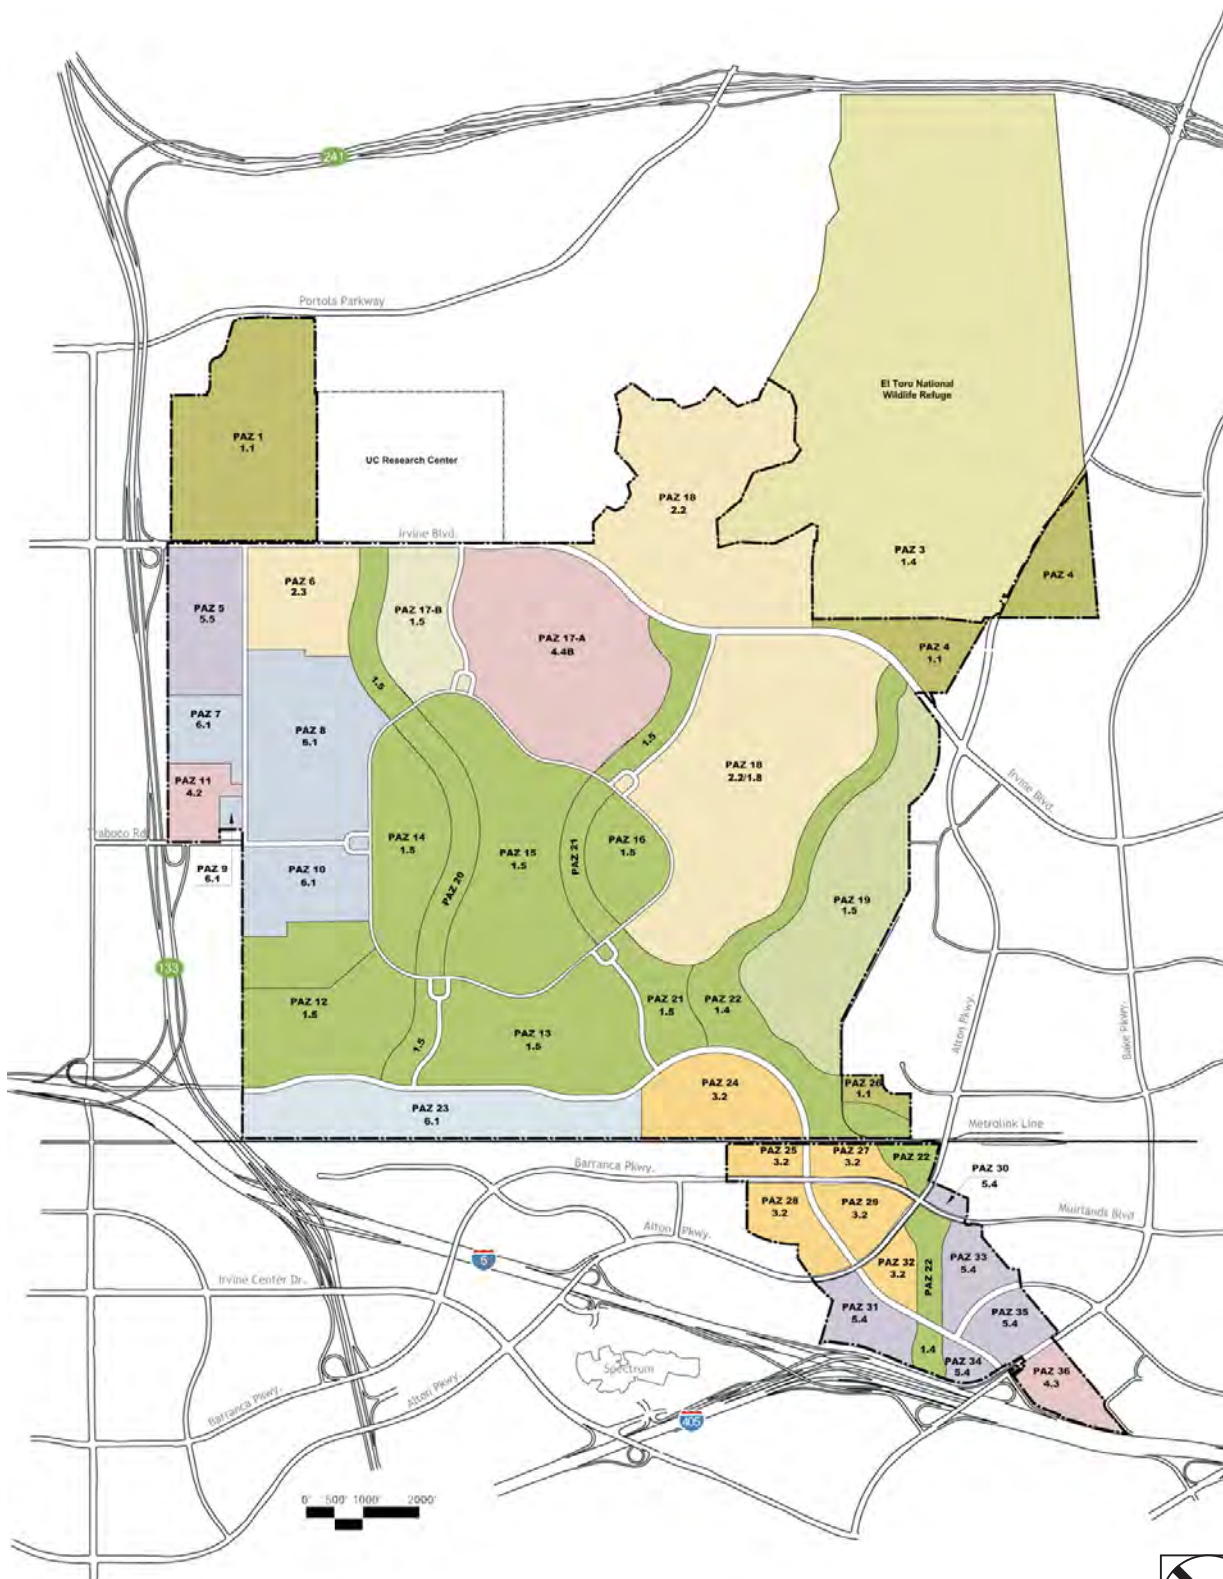 241
Portola Parkway
El Toro National
Wildlife Refuge
PAZ 1
1.1
UC Research Center
PAZ 18
2.2
Irvine Blvd.
PAZ 3
1.4
PAZ 4
PAZ 6
2.3
PAZ 5
5.5
PAZ 17-B
1.5
PAZ 17-A
4.4B
PAZ 4
1.1
1.5
PAZ 7
6.1
PAZ 8
6.1
1.5
PAZ 18
2.2/1.8
PAZ 11
4.2
Irvine Blvd.
PAZ 14
1.5
PAZ 15
1.5
PAZ 16
1.5
PAZ 21
PAZ 9
6.1
PAZ 10
6.1
PAZ 20
PAZ 19
1.5
133
PAZ 12
1.5
PAZ 21
1.5
PAZ 22
1.4
PAZ 13
1.5
1.5
Alton Pkwy.
Bake Pkwy.
PAZ 24
3.2
PAZ 26
1.1
PAZ 23
6.1
Metrolink Line
PAZ 25
3.2
PAZ 27
3.2
PAZ 22
Barranca Pkwy.
PAZ 30
5.4
PAZ 28
3.2
PAZ 29
3.2
Muirlands Blvd
Alton Pkwy.
5
PAZ 32
3.2
PAZ 22
PAZ 33
5.4
Irvine Center Dr.
PAZ 31
5.4
PAZ 35
5.4
1.4
PAZ 34
5.4
Spectrum
PAZ 36
4.3
Barranca Pkwy.
Alton Pkwy.
405
0' 500' 1000' 2000'